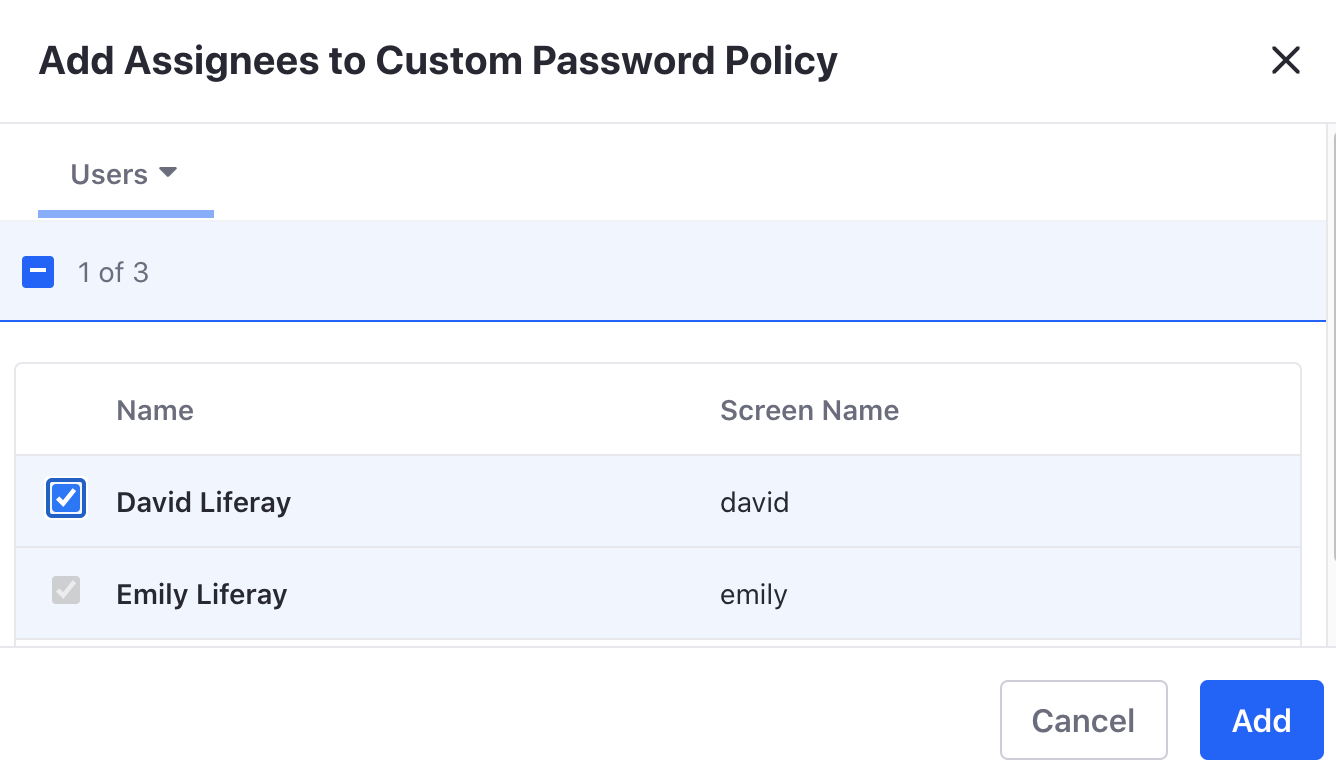 Add Assignees to Custom Password Policy
Users
1 of 3
Name Screen Name
David Liferay david
Emily Liferay emily
Cancel Add